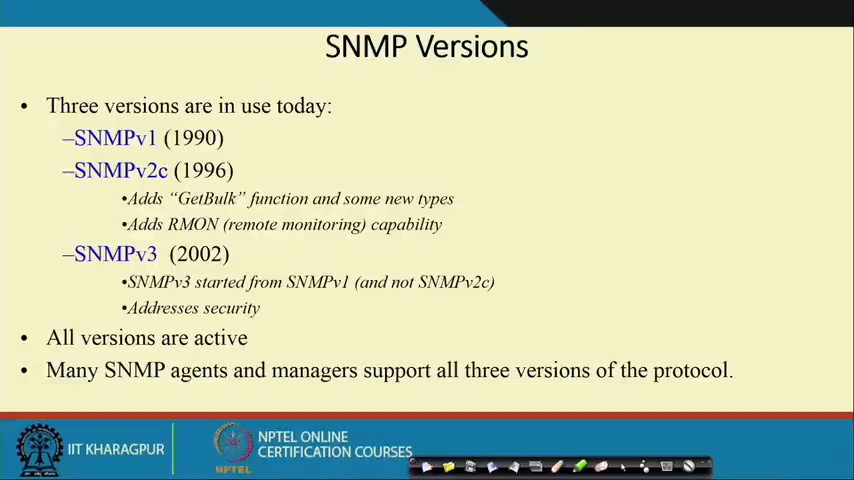 SNMP Versions
• Three versions are in use today:
–SNMPv1 (1990)
–SNMPv2c (1996)
•Adds “GetBulk” function and some new types
•Adds RMON (remote monitoring) capability
–SNMPv3 (2002)
•SNMPv3 started from SNMPv1 (and not SNMPv2c)
•Addresses security
• All versions are active
• Many SNMP agents and managers support all three versions of the protocol.
IIT KHARAGPUR
NPTEL
NPTEL ONLINE
CERTIFICATION COURSES